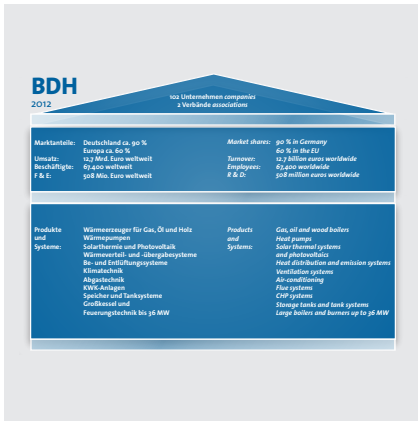 BDH
2012
102 Unternehmen companies
2 Verbände associations
Marktanteile: Deutschland ca. 90 %
Europa ca. 60 %
Umsatz: 12,7 Mrd. Euro weltweit
Beschäftigte: 67.400 weltweit
F & E: 508 Mio. Euro weltweit
Market shares: 90 % in Germany
60 % in the EU
Turnover: 12.7 billion euros worldwide
Employees: 67,400 worldwide
R & D: 508 million euros worldwide
Produkte und Systeme:
Wärmeerzeuger für Gas, Öl und Holz
Wärmepumpen
Solarthermie und Photovoltaik
Wärmeverteil- und -übergabesysteme
Be- und Entlüftungssysteme
Klimatechnik
Abgastechnik
KWK-Anlagen
Speicher und Tanksysteme
Großkessel und
Feuerungstechnik bis 36 MW
Products and Systems:
Gas, oil and wood boilers
Heat pumps
Solar thermal systems
and photovoltaics
Heat distribution and emission systems
Ventilation systems
Air-conditioning
Flue systems
CHP systems
Storage tanks and tank systems
Large boilers and burners up to 36 MW